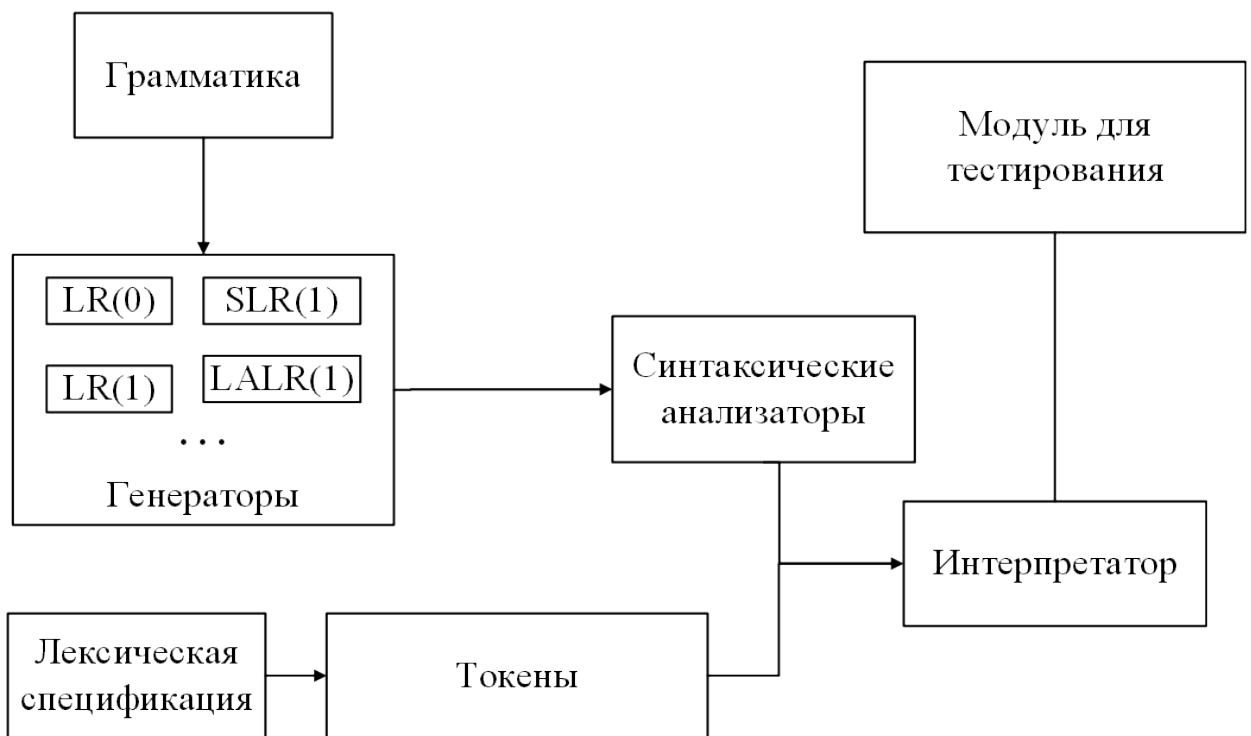 Грамматика
Модуль для
тестирования
LR(0)
SLR(1)
LR(1)
LALR(1)
...
Генераторы
Синтаксические
анализаторы
Интерпретатор
Лексическая
спецификация
Токены